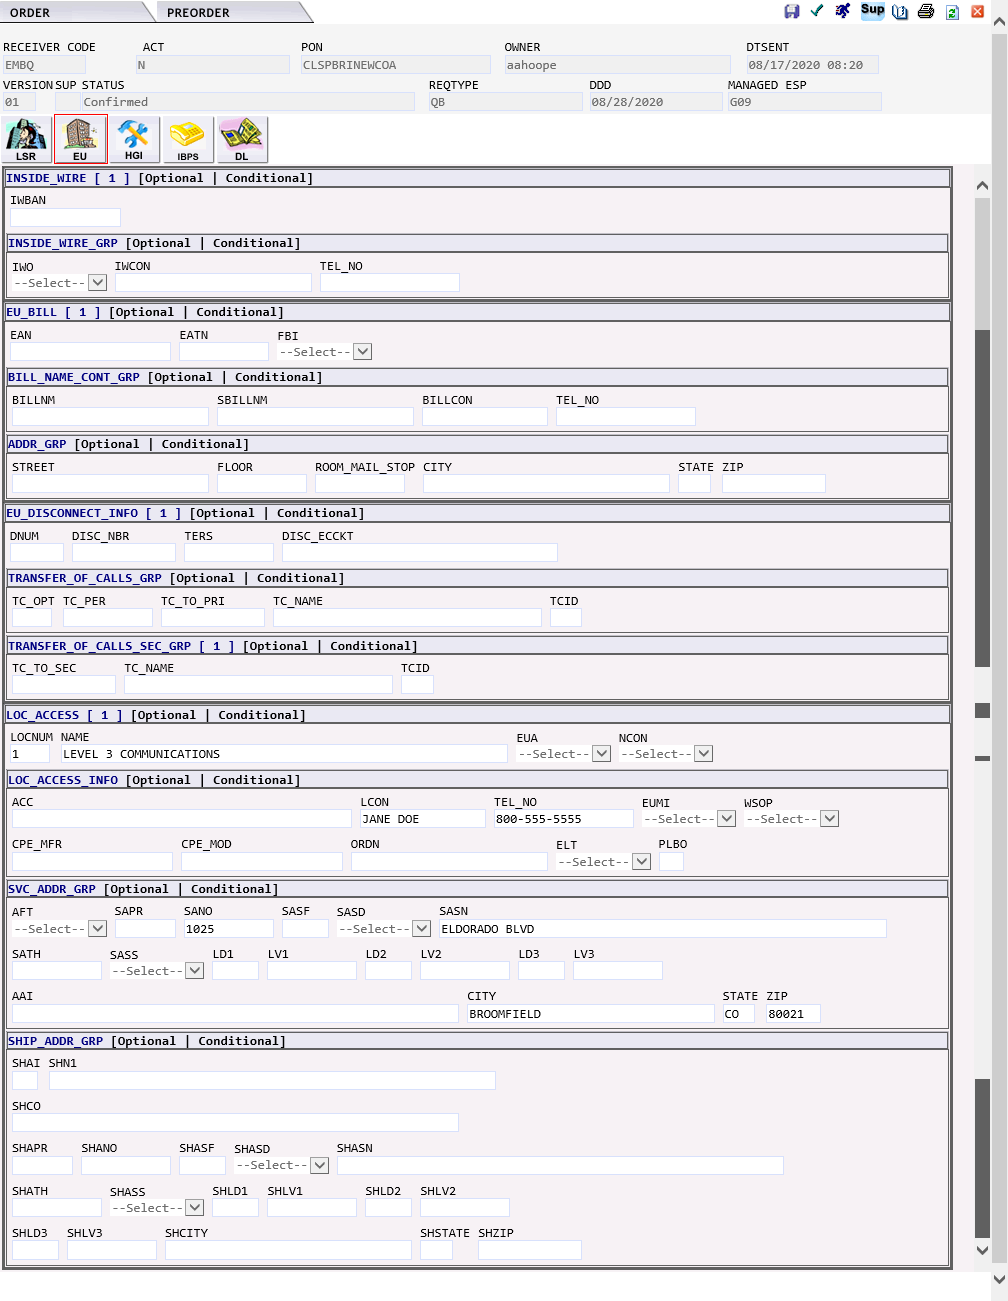 ORDER PREORDER
Sup
RECEIVER CODE ACT PON OWNER DTSENT
EMBQ N CLSPBRINEWCOA aahoope 08/17/2020 08:20
VERSION SUP STATUS REQTYPE DDD MANAGED ESP
01 Confirmed QB 08/28/2020 G09
LSR EU HGI IBPS DL
INSIDE_WIRE [ 1 ] [Optional | Conditional]
IWBAN
INSIDE_WIRE_GRP [Optional | Conditional]
IWO IWCON TEL_NO
--Select--
EU_BILL [ 1 ] [Optional | Conditional]
EAN EATN FBI
--Select--
BILL_NAME_CONT_GRP [Optional | Conditional]
BILLNM SBILLNM BILLCON TEL_NO
ADDR_GRP [Optional | Conditional]
STREET FLOOR ROOM_MAIL_STOP CITY STATE ZIP
EU_DISCONNECT_INFO [ 1 ] [Optional | Conditional]
DNUM DISC_NBR TERS DISC_ECCKT
TRANSFER_OF_CALLS_GRP [Optional | Conditional]
TC_OPT TC_PER TC_TO_PRI TC_NAME TCID
TRANSFER_OF_CALLS_SEC_GRP [ 1 ] [Optional | Conditional]
TC_TO_SEC TC_NAME TCID
LOC_ACCESS [ 1 ] [Optional | Conditional]
LOCNUM NAME EUA NCON
1 LEVEL 3 COMMUNICATIONS --Select-- --Select--
LOC_ACCESS_INFO [Optional | Conditional]
ACC LCON TEL_NO EUMI WSOP
JANE DOE 800-555-5555 --Select-- --Select--
CPE_MFR CPE_MOD ORDN ELT PLBO
--Select--
SVC_ADDR_GRP [Optional | Conditional]
AFT SAPR SANO SASF SASD SASN
--Select-- 1025 --Select-- ELDORADO BLVD
SATH SASS LD1 LV1 LD2 LV2 LD3 LV3
--Select--
AAI CITY STATE ZIP
BROOMFIELD CO 80021
SHIP_ADDR_GRP [Optional | Conditional]
SHAI SHN1
SHCO
SHAPR SHANO SHASF SHASD SHASN
--Select--
SHATH SHASS SHLD1 SHLV1 SHLD2 SHLV2
--Select--
SHLD3 SHLV3 SHCITY SHSTATE SHZIP